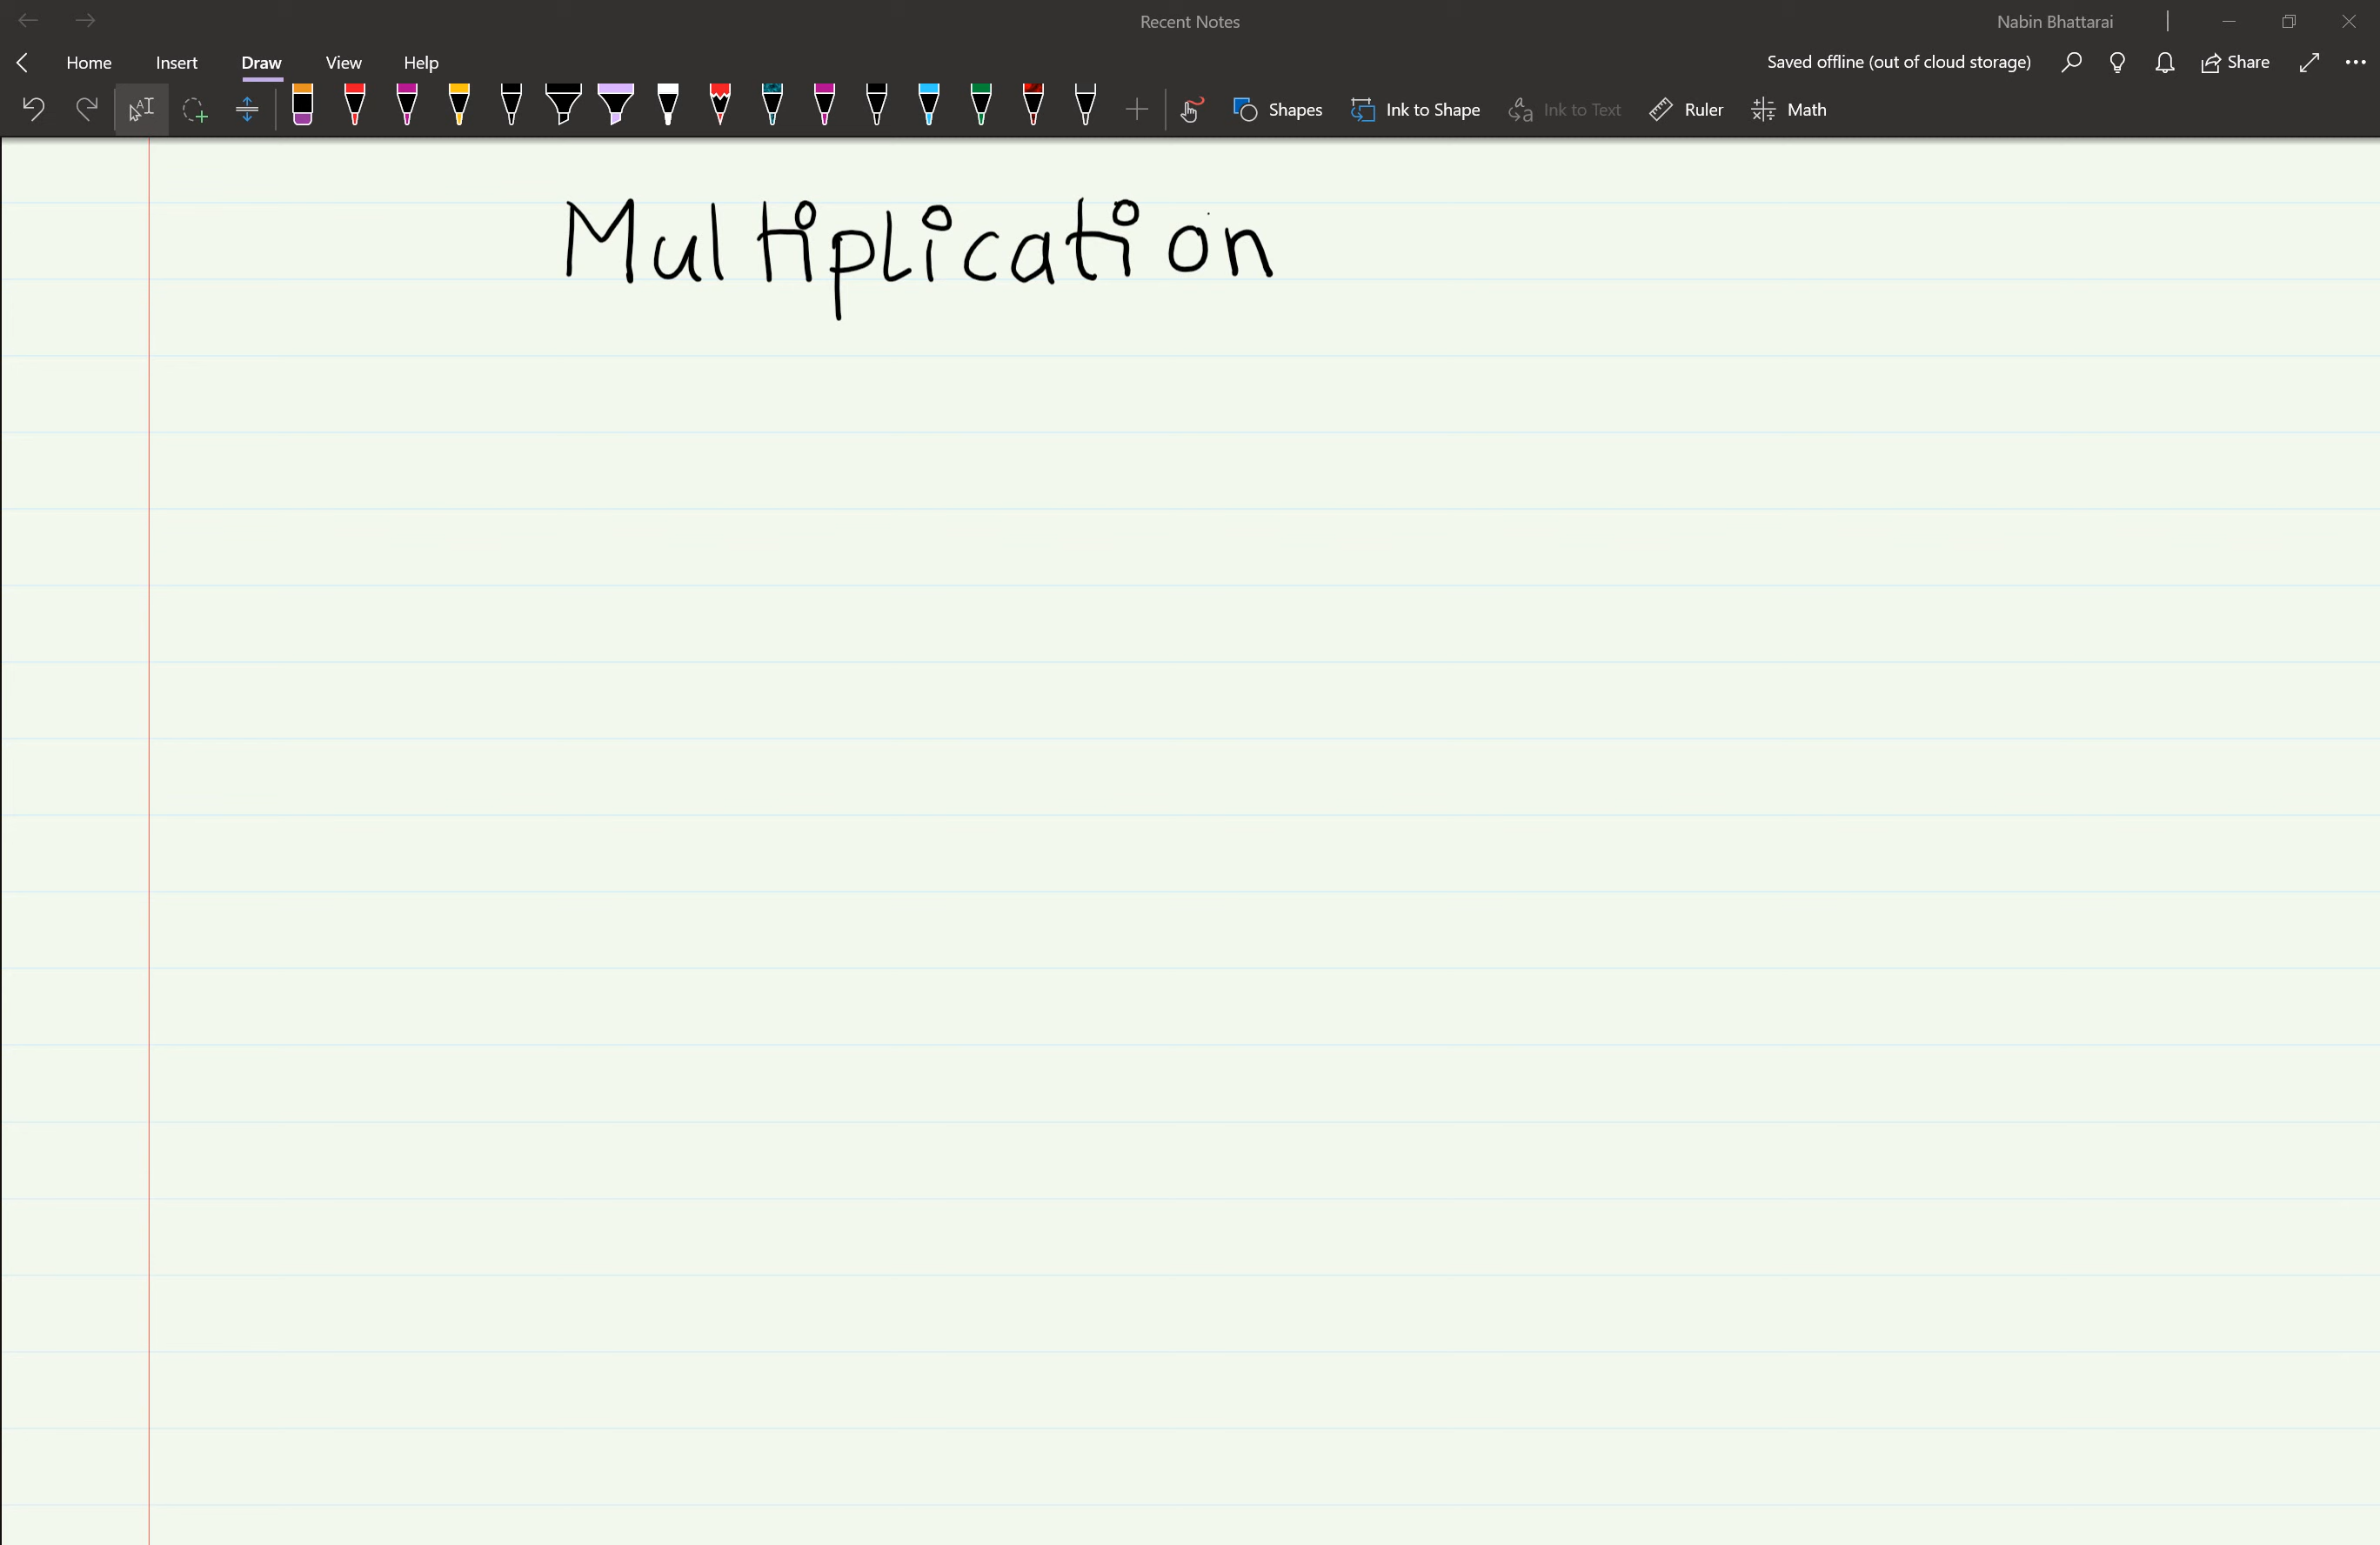 Recent Notes
Nabin Bhattarai
Home Insert Draw View Help
Saved offline (out of cloud storage)
Share
Shapes Ink to Shape Ink to Text Ruler Math
Multiplication